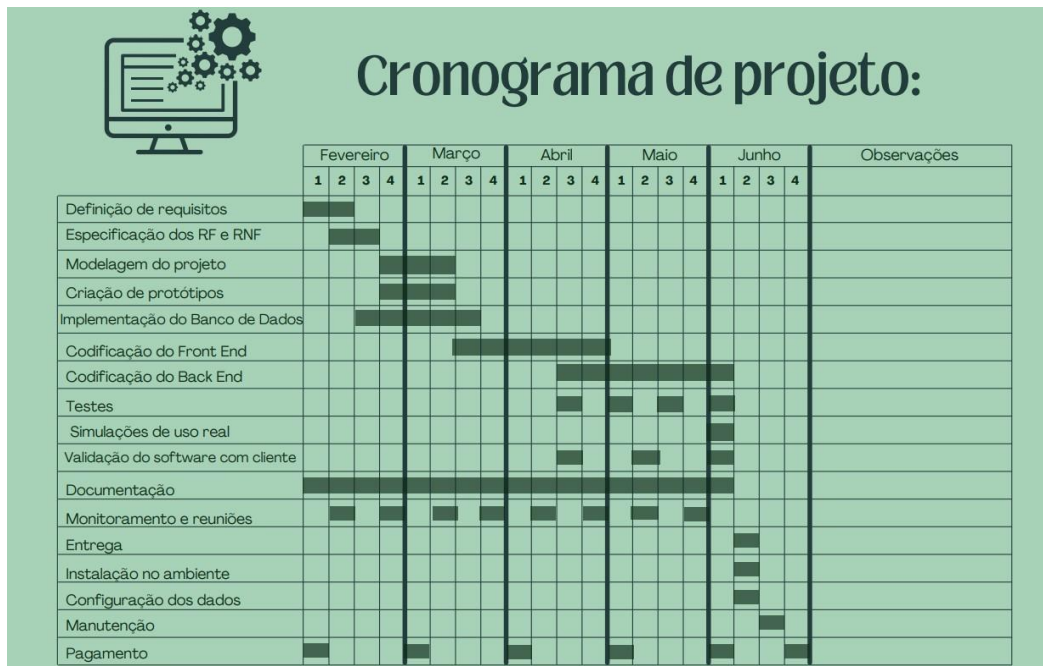 Cronograma de projeto:
Fevereiro Março Abril Maio Junho Observações
1 2 3 4 1 2 3 4 1 2 3 4 1 2 3 4 1 2 3 4
Definição de requisitos
Especificação dos RF e RNF
Modelagem do projeto
Criação de protótipos
Implementação do Banco de Dados
Codificação do Front End
Codificação do Back End
Testes
Simulações de uso real
Validação do software com cliente
Documentação
Monitoramento e reuniões
Entrega
Instalação no ambiente
Configuração dos dados
Manutenção
Pagamento